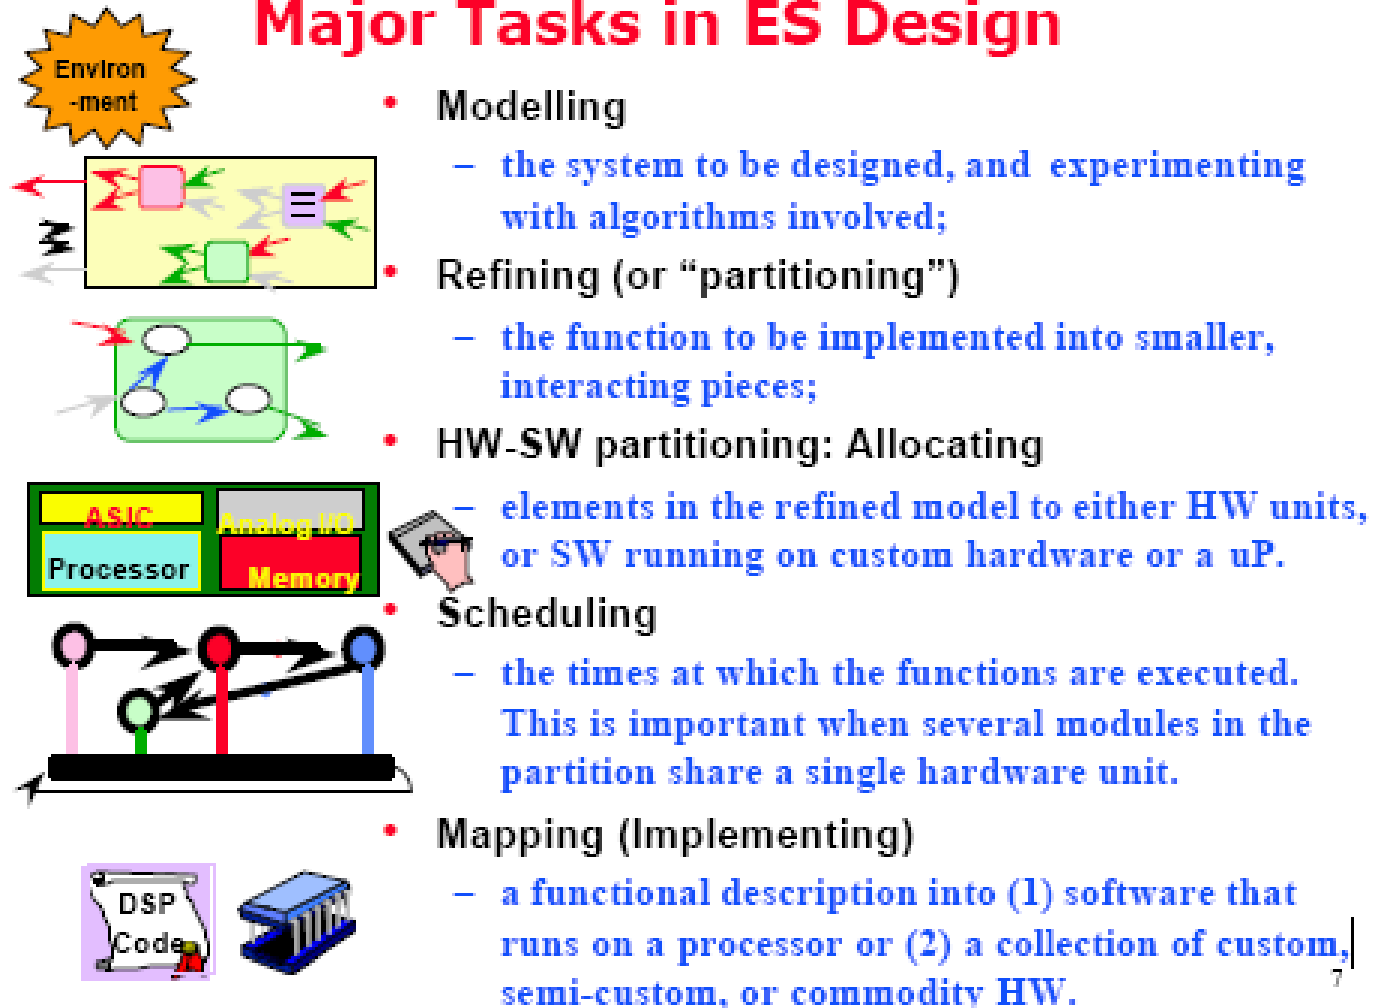 Major Tasks in ES Design
Environ
-ment
• Modelling
– the system to be designed, and experimenting
with algorithms involved;
• Refining (or “partitioning”)
– the function to be implemented into smaller,
interacting pieces;
• HW-SW partitioning: Allocating
– elements in the refined model to either HW units,
or SW running on custom hardware or a uP.
ASIC
Analog I/O
Processor
Memory
• Scheduling
– the times at which the functions are executed.
This is important when several modules in the
partition share a single hardware unit.
• Mapping (Implementing)
– a functional description into (1) software that
runs on a processor or (2) a collection of custom,
semi-custom, or commodity HW.
DSP
Code
7